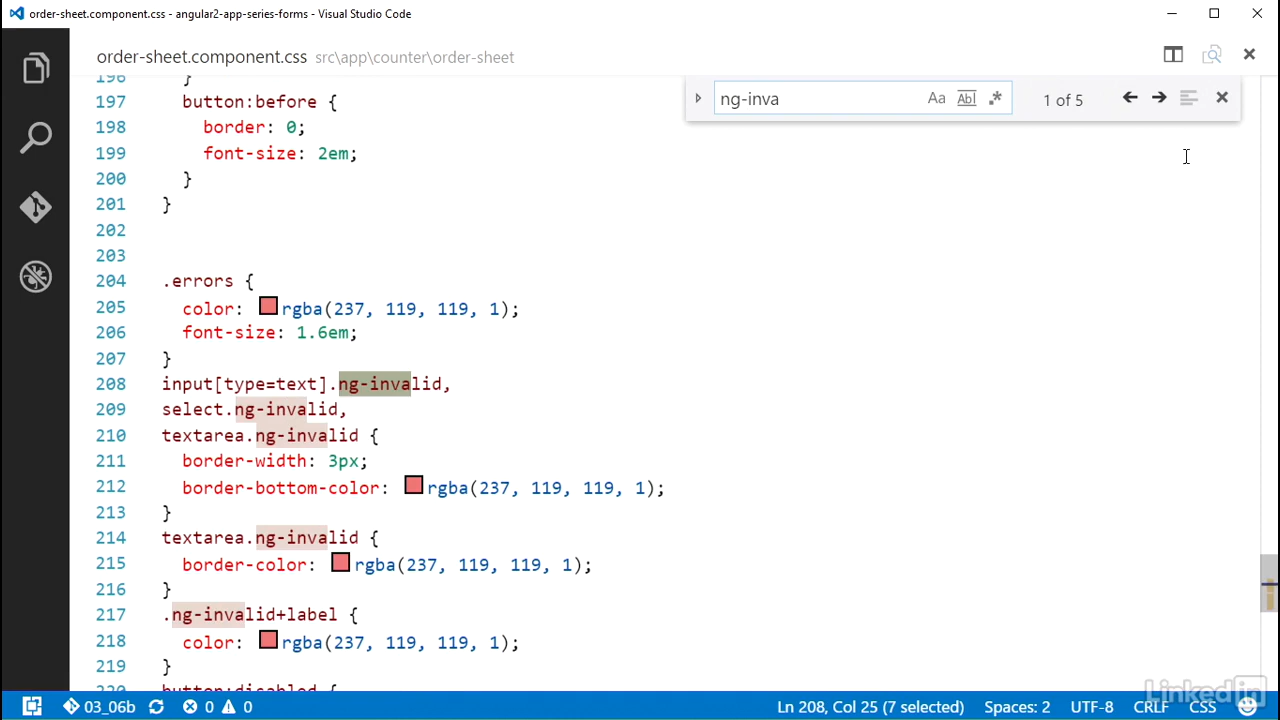 order-sheet.component.css - angular2-app-series-forms - Visual Studio Code
order-sheet.component.css src\app\counter\order-sheet
ng-inva Aa Abl .* 1 of 5
196 }
197 button:before {
198 border: 0;
199 font-size: 2em;
200 }
201 }
202
203
204 .errors {
205 color: rgba(237, 119, 119, 1);
206 font-size: 1.6em;
207 }
208 input[type=text].ng-invalid,
209 select.ng-invalid,
210 textarea.ng-invalid {
211 border-width: 3px;
212 border-bottom-color: rgba(237, 119, 119, 1);
213 }
214 textarea.ng-invalid {
215 border-color: rgba(237, 119, 119, 1);
216 }
217 .ng-invalid+label {
218 color: rgba(237, 119, 119, 1);
219 }
220 button:disabled {
LinkedIn
03_06b 0 0 Ln 208, Col 25 (7 selected) Spaces: 2 UTF-8 CRLF CSS